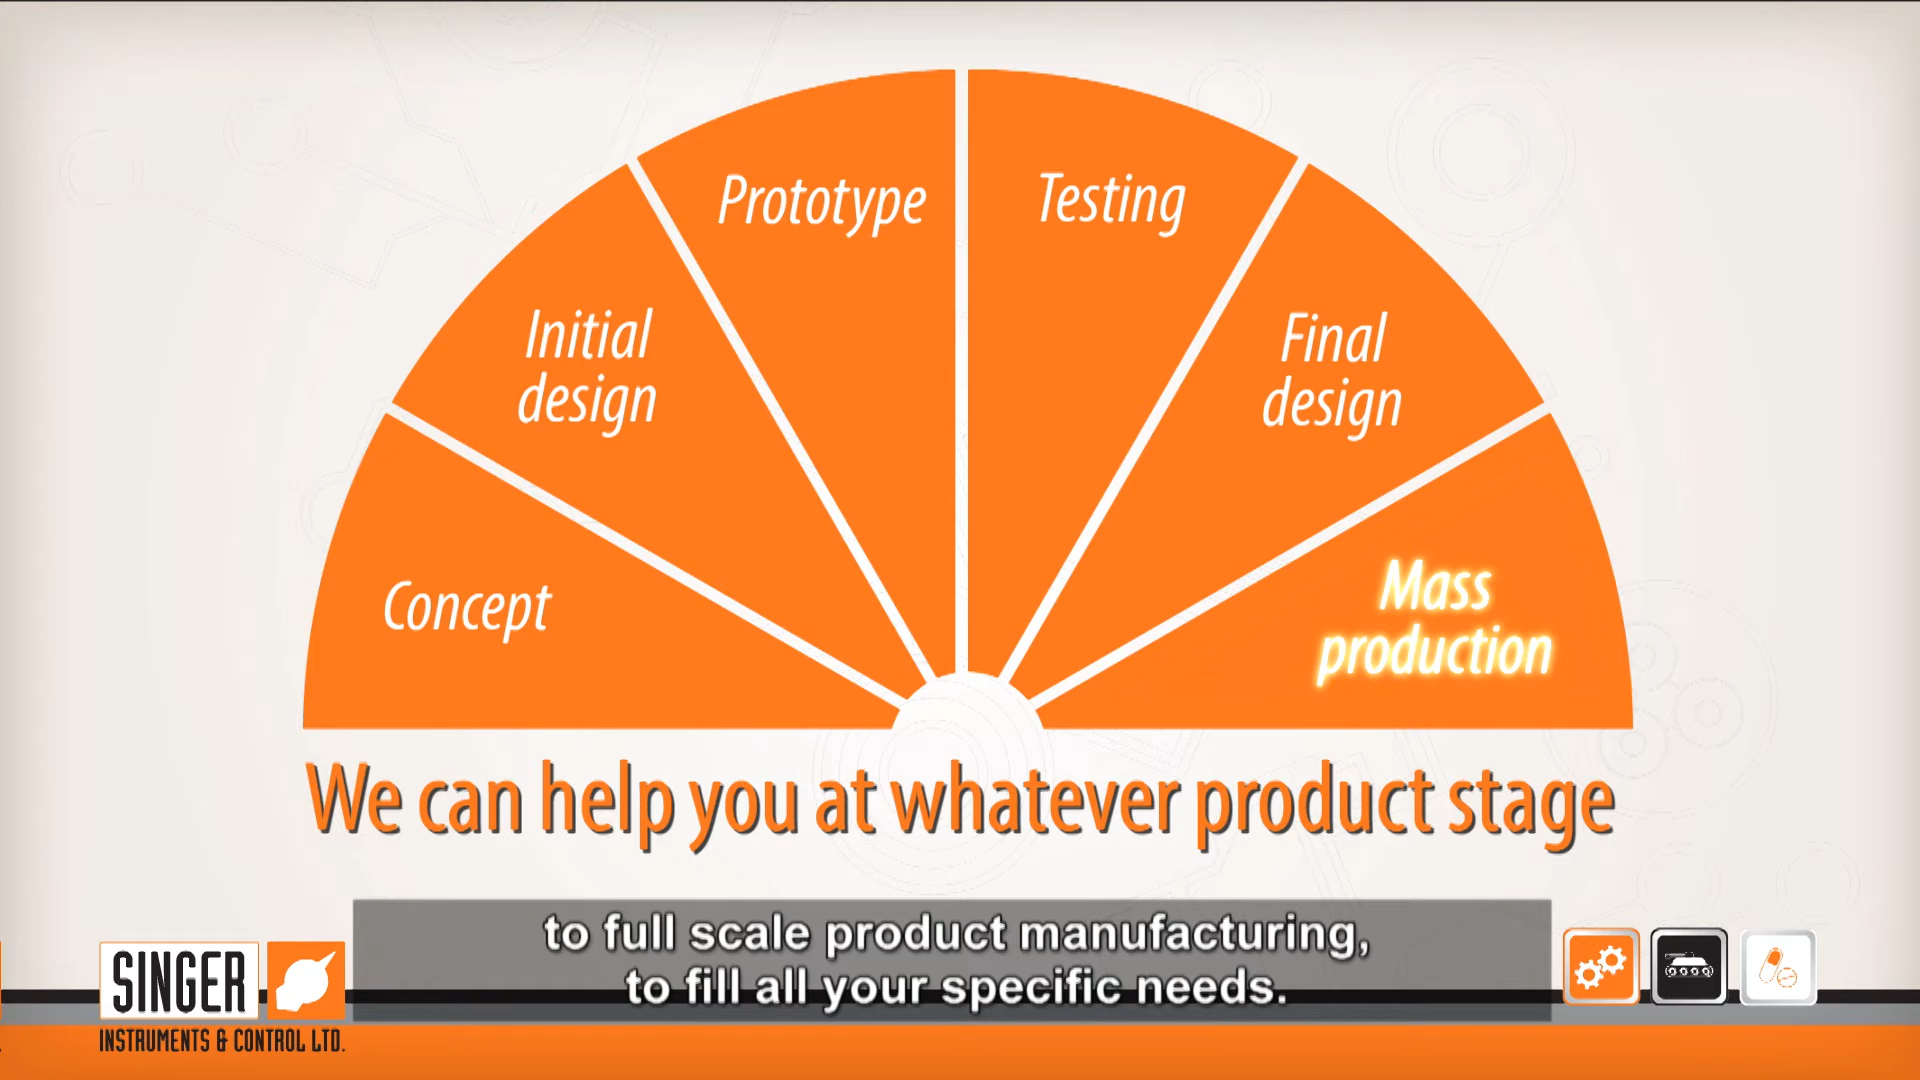 Prototype
Testing
Initial
design
Final
design
Concept
Mass
production
We can help you at whatever product stage
to full scale product manufacturing,
to fill all your specific needs.
SINGER
INSTRUMENTS & CONTROL LTD.